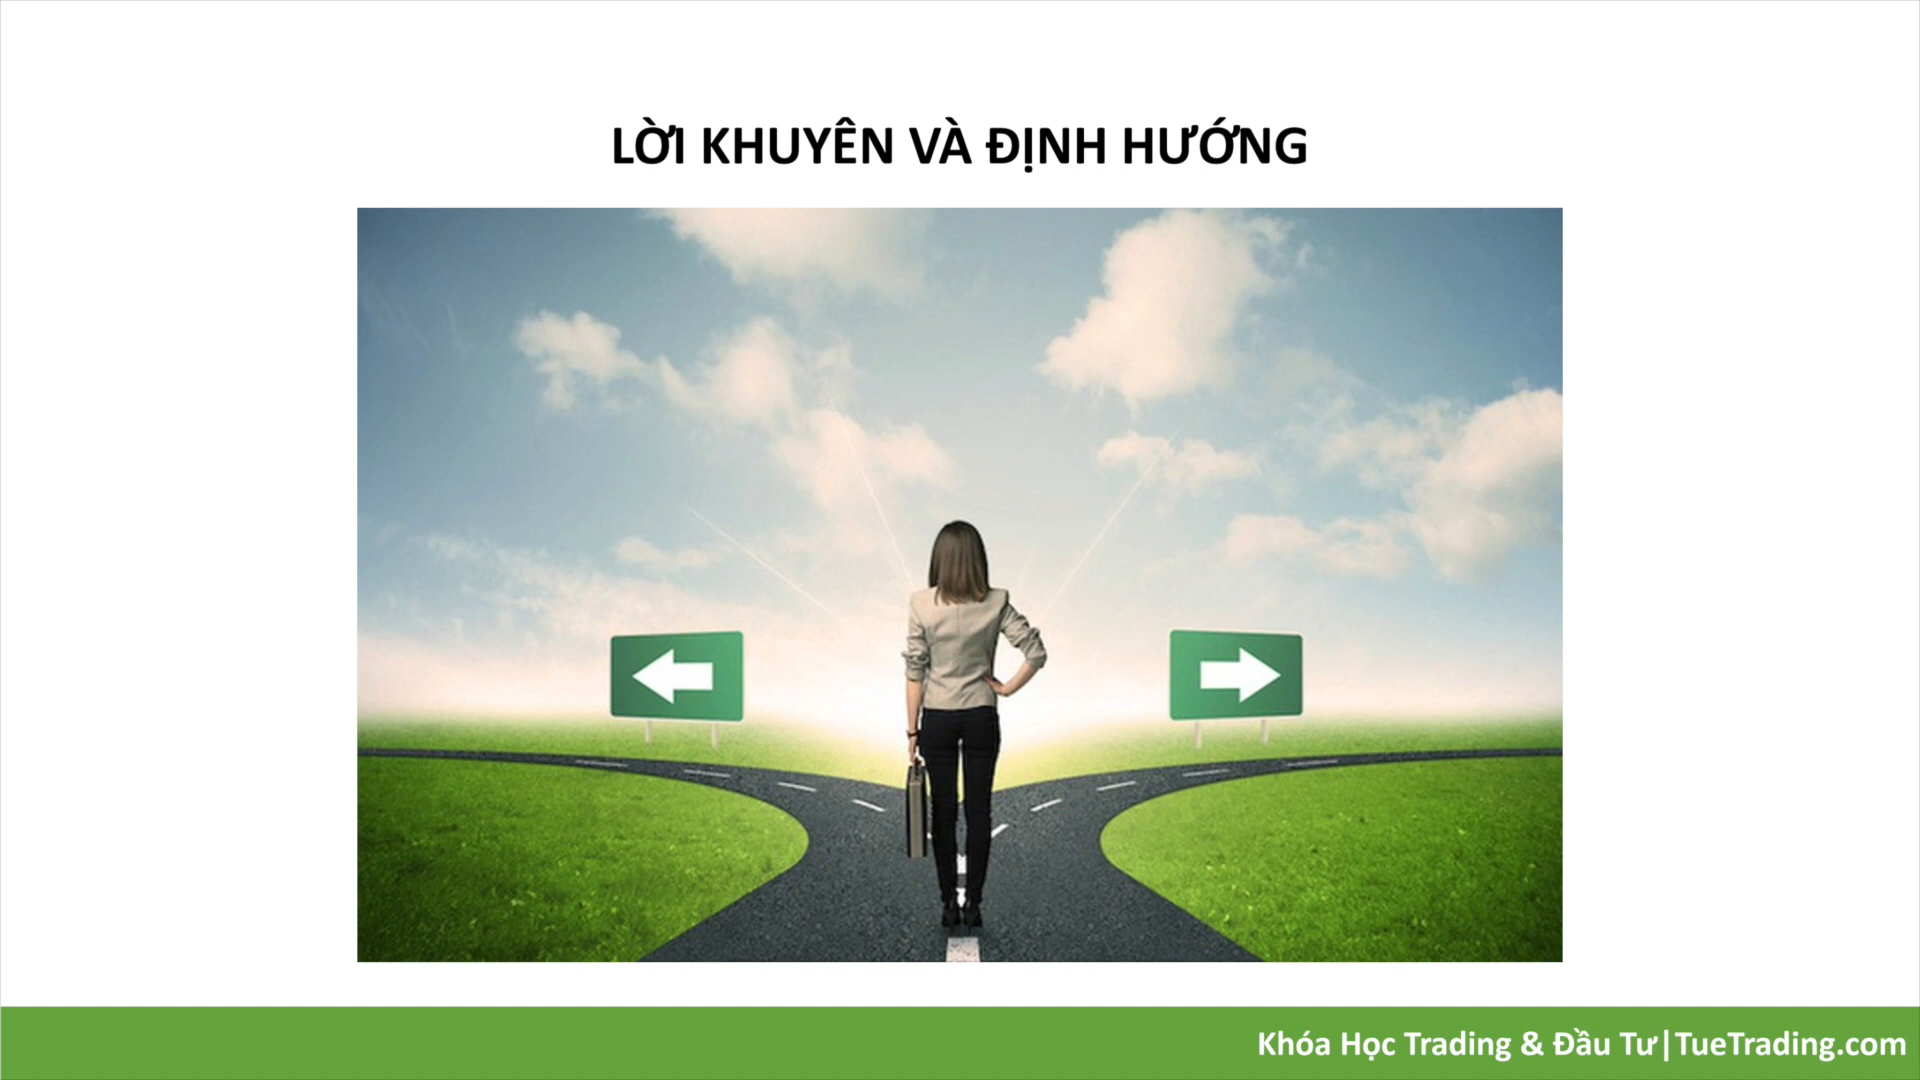 LỜI KHUYÊN VÀ ĐỊNH HƯỚNG
Khóa Học Trading & Đầu Tư|TueTrading.com